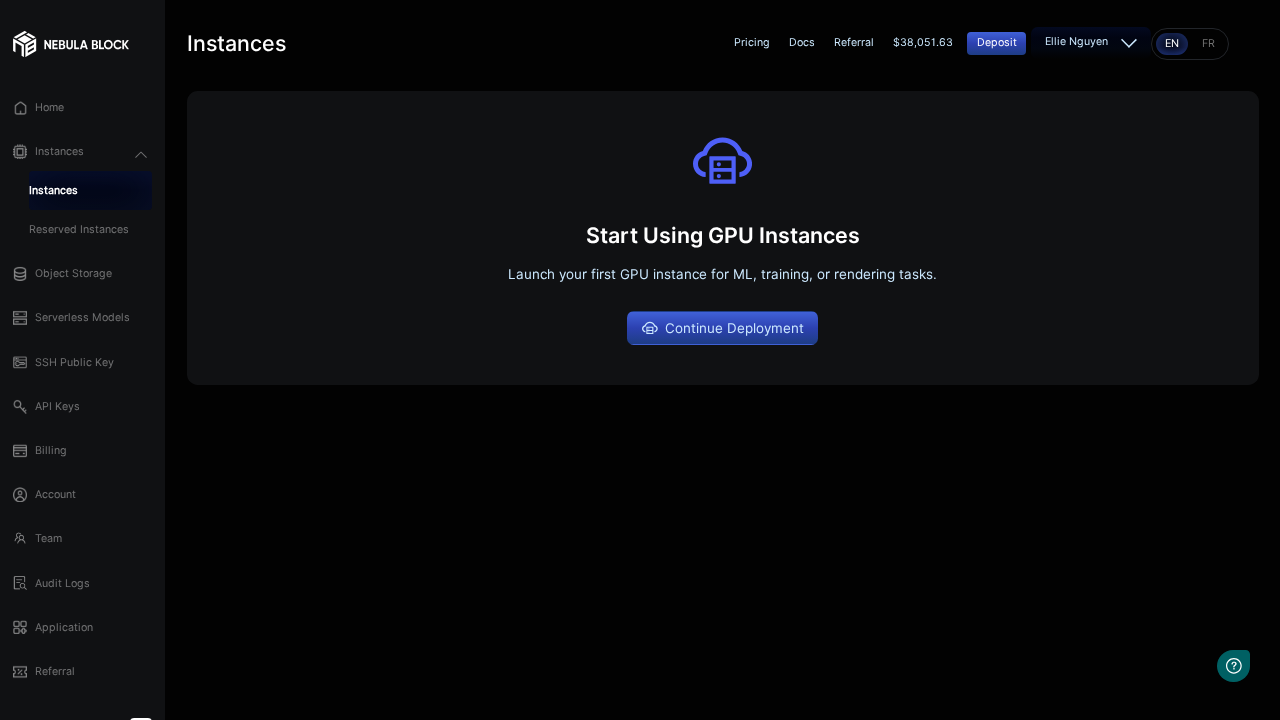 NEBULA BLOCK
Home
Instances
Instances
Reserved Instances
Object Storage
Serverless Models
SSH Public Key
API Keys
Billing
Account
Team
Audit Logs
Application
Referral
Instances
Pricing
Docs
Referral
$38,051.63
Deposit
Ellie Nguyen
EN
FR
Start Using GPU Instances
Launch your first GPU instance for ML, training, or rendering tasks.
Continue Deployment